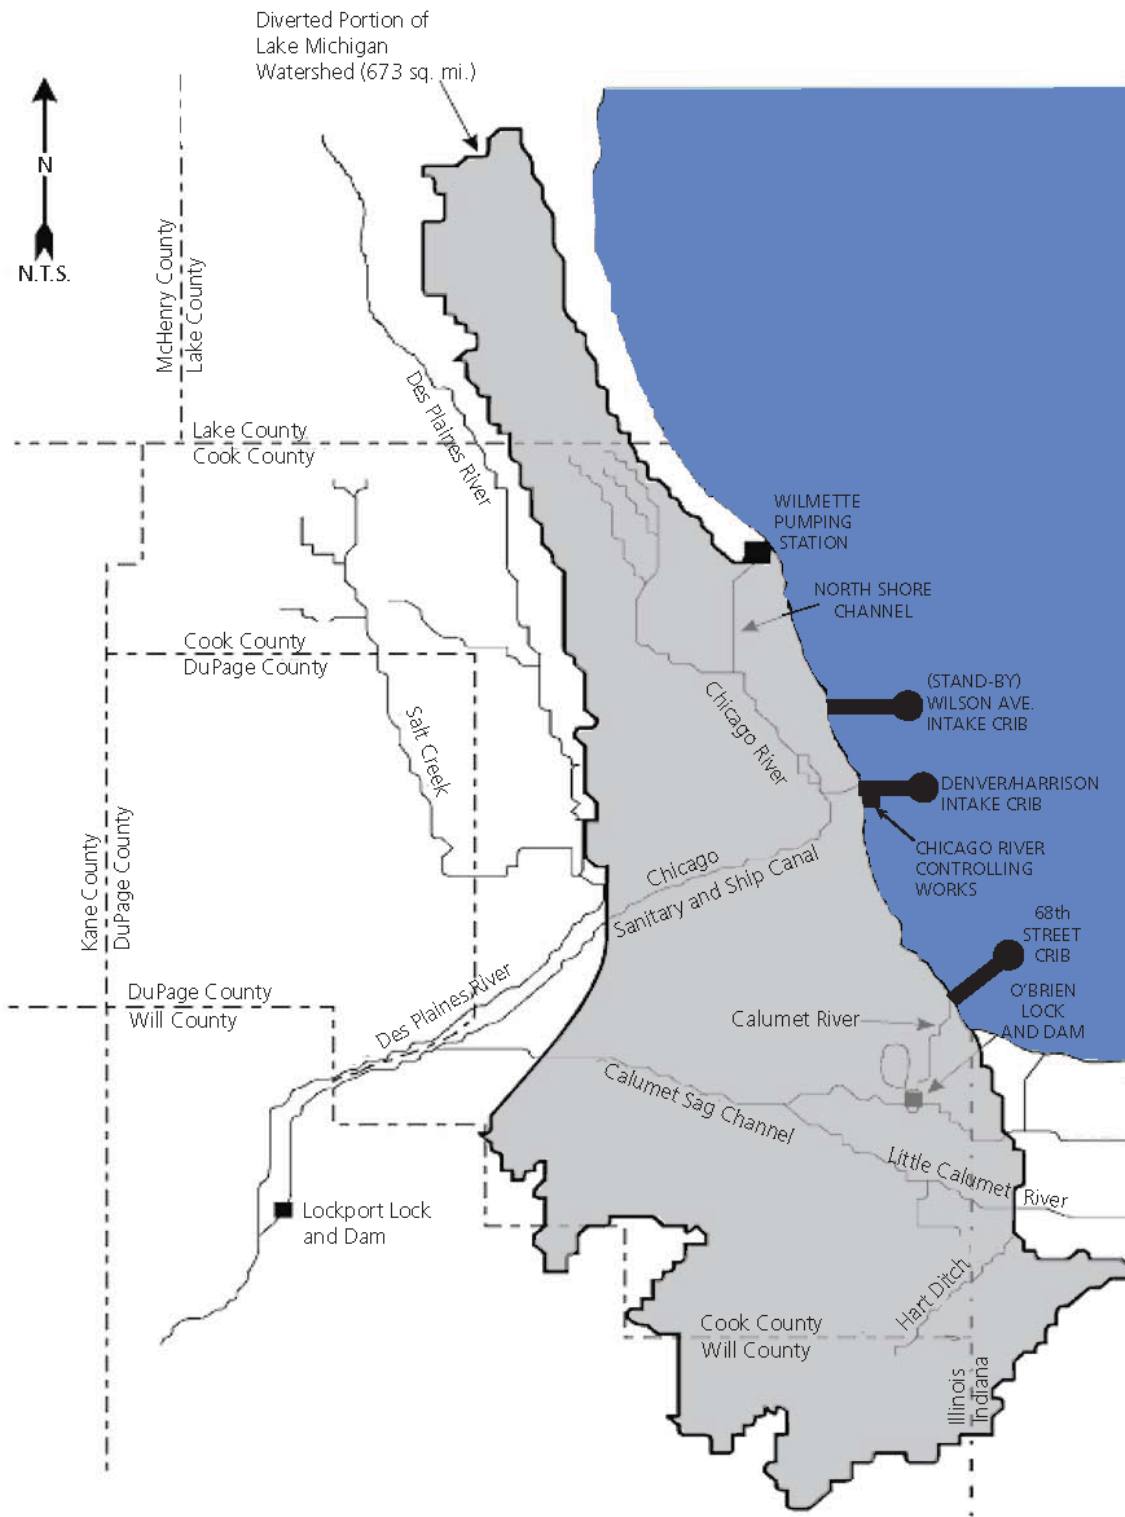 Diverted Portion of
Lake Michigan
Watershed (673 sq. mi.)
N
N.T.S.
McHenry County
Lake County
Des Plaines River
Lake County
Cook County
WILMETTE
PUMPING
STATION
NORTH SHORE
CHANNEL
Cook County
DuPage County
(STAND-BY)
WILSON AVE.
INTAKE CRIB
Chicago River
Salt Creek
DENVER/HARRISON
INTAKE CRIB
CHICAGO RIVER
CONTROLLING
WORKS
Kane County
DuPage County
Chicago
Sanitary and Ship Canal
68th
STREET
CRIB
Des Plaines River
DuPage County
Will County
O'BRIEN
LOCK
AND DAM
Calumet River
Calumet Sag Channel
Little Calumet River
Lockport Lock
and Dam
Hart Ditch
Cook County
Will County
Illinois
Indiana